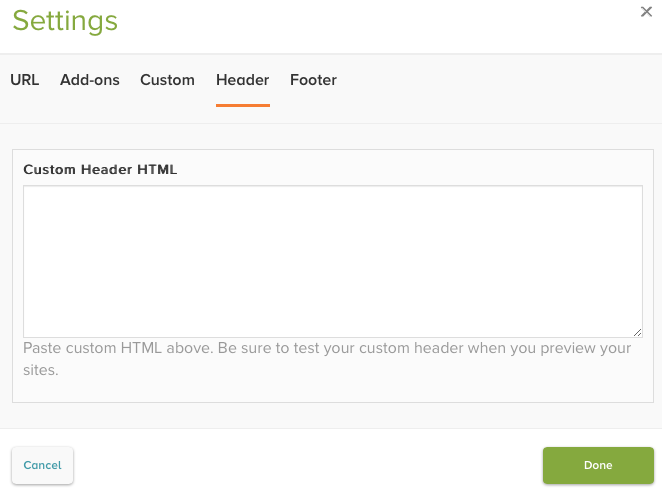 Settings
URL Add-ons Custom Header Footer
Custom Header HTML
Paste custom HTML above. Be sure to test your custom header when you preview your
sites.
Cancel Done